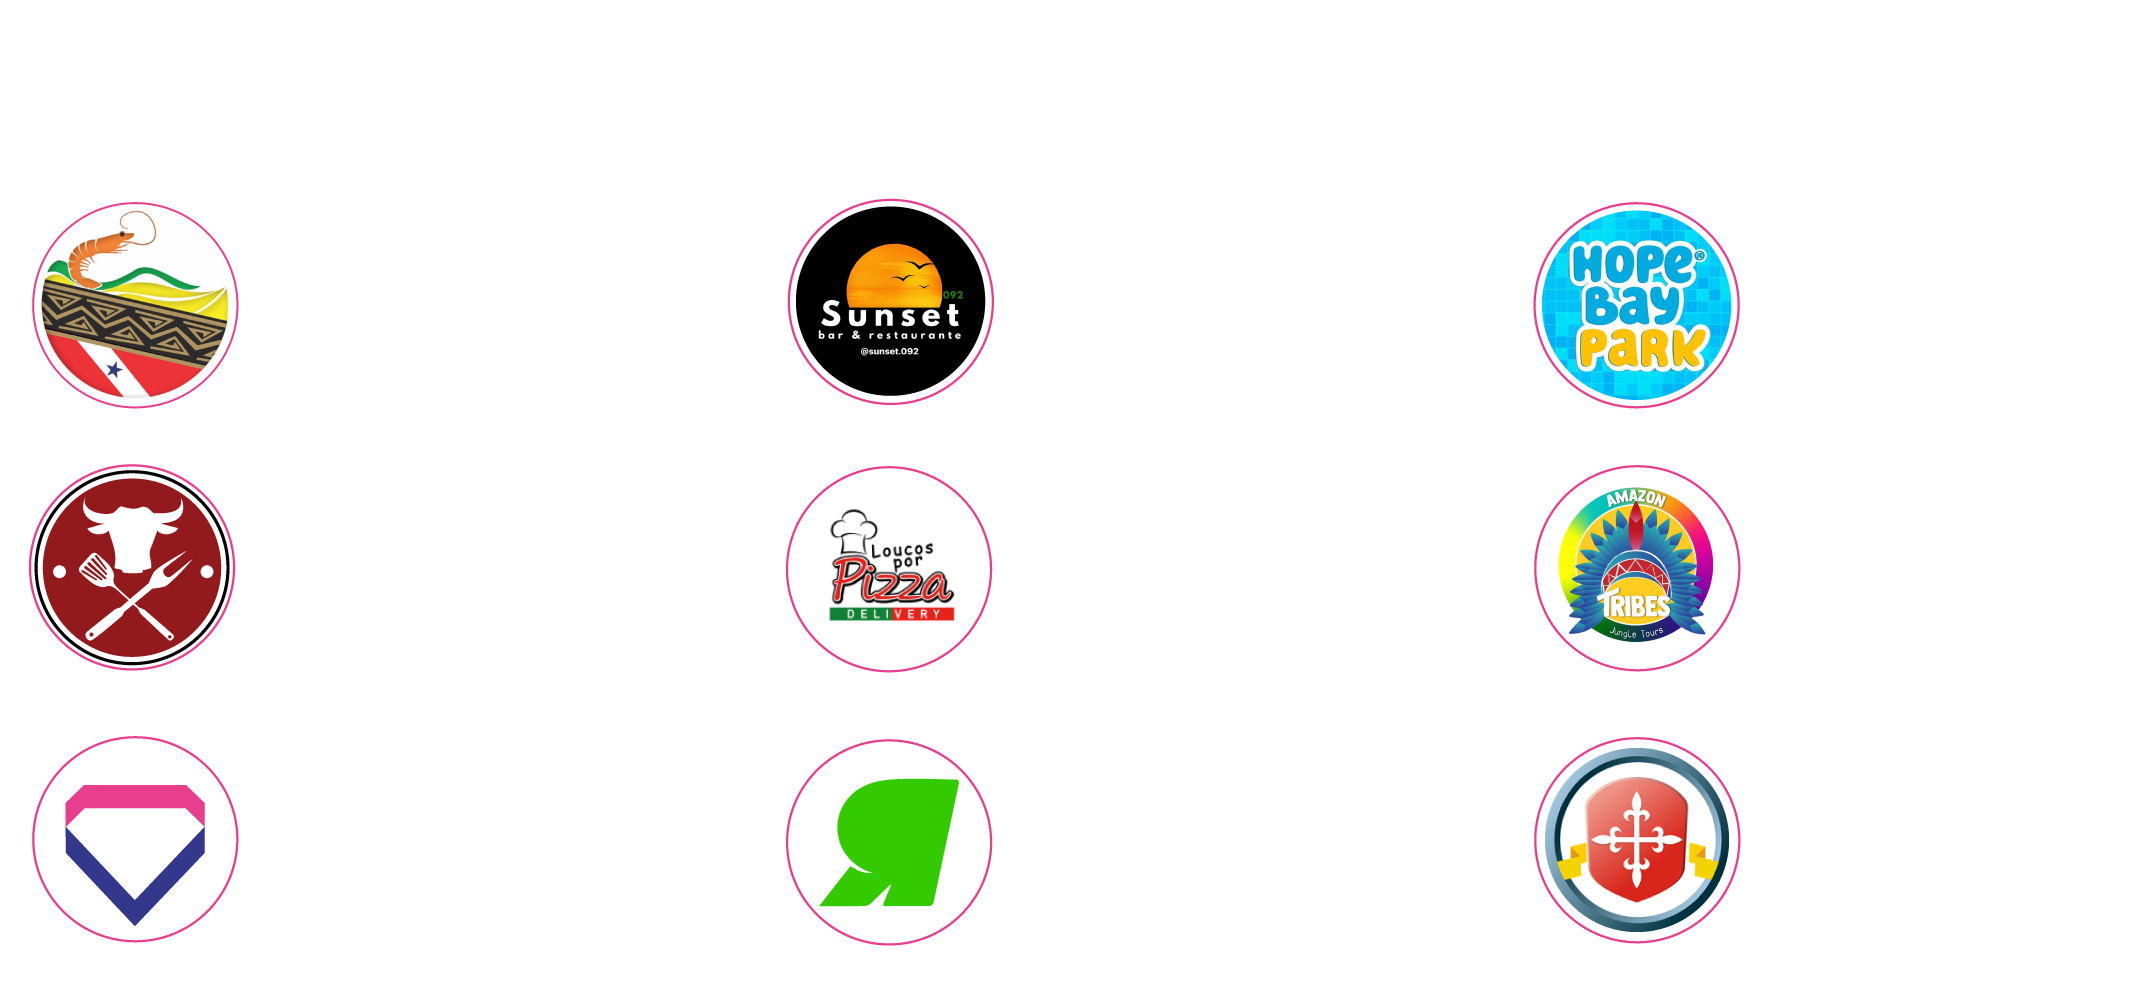 092
Sunset
bar & restaurante
@sunset.092
HOPe®
Bay
PaRK
Loucos
por
Pizza
DELIVERY
AMAZON
TRIBES
Jungle Tours